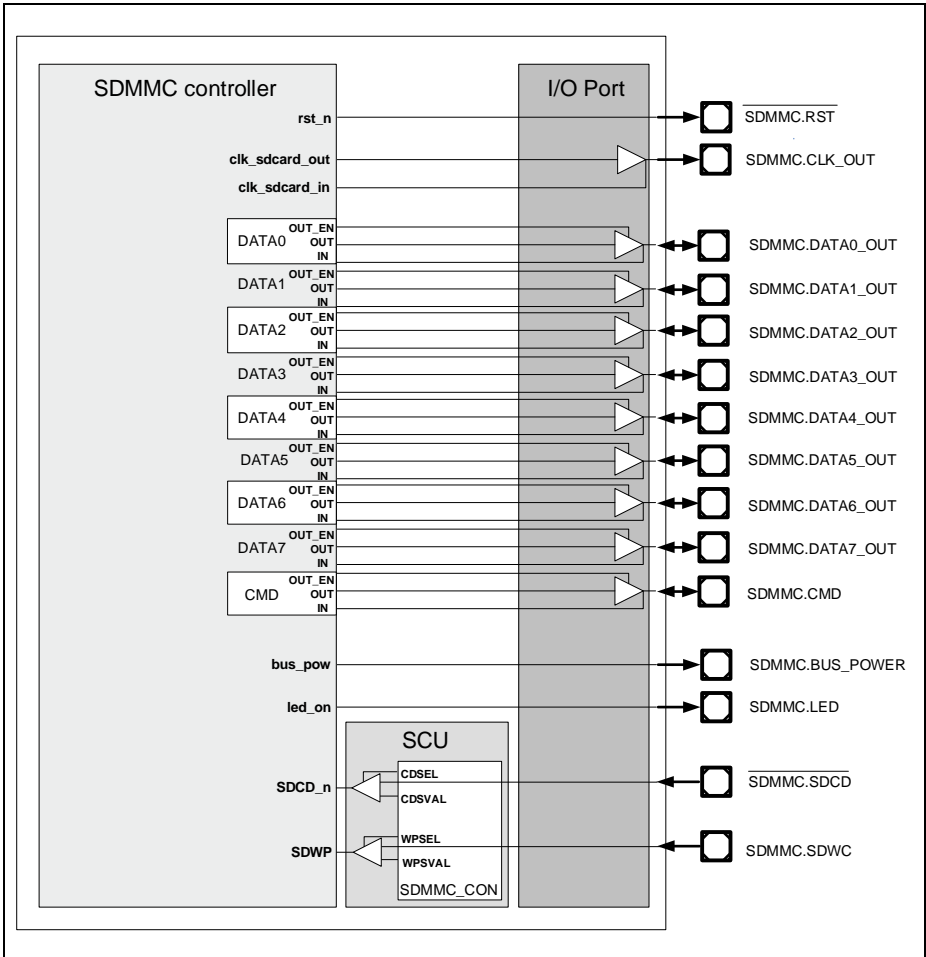 SDMMC controller
I/O Port
rst_n
SDMMC.RST
clk_sdcard_out
SDMMC.CLK_OUT
clk_sdcard_in
OUT_EN
DATA0
OUT
SDMMC.DATA0_OUT
IN
OUT_EN
DATA1
OUT
SDMMC.DATA1_OUT
IN
OUT_EN
DATA2
OUT
SDMMC.DATA2_OUT
IN
OUT_EN
DATA3
OUT
SDMMC.DATA3_OUT
IN
OUT_EN
DATA4
OUT
SDMMC.DATA4_OUT
IN
OUT_EN
DATA5
OUT
SDMMC.DATA5_OUT
IN
OUT_EN
DATA6
OUT
SDMMC.DATA6_OUT
IN
OUT_EN
DATA7
OUT
SDMMC.DATA7_OUT
IN
OUT_EN
CMD
OUT
SDMMC.CMD
IN
bus_pow
SDMMC.BUS_POWER
led_on
SDMMC.LED
SCU
CDSEL
SDCD_n
SDMMC.SDCD
CDSVAL
WPSEL
SDWP
SDMMC.SDWC
WPSVAL
SDMMC_CON